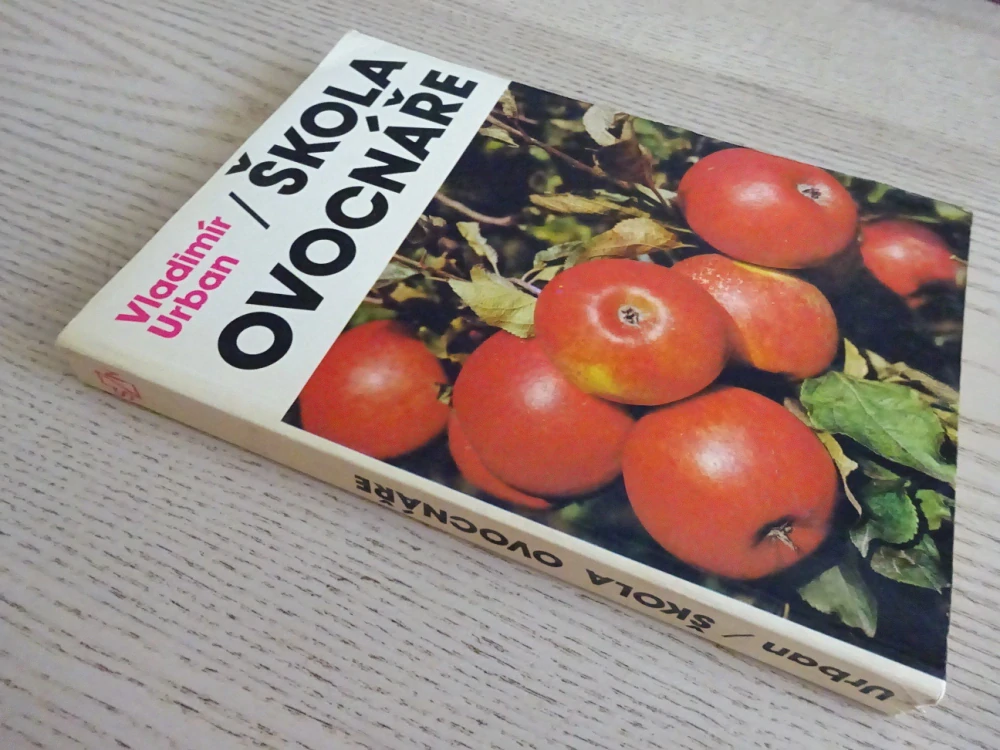 Vladimír / ŠKOLA
Urban OVOCNÁŘE
Urban / ŠKOLA OVOCNÁŘE